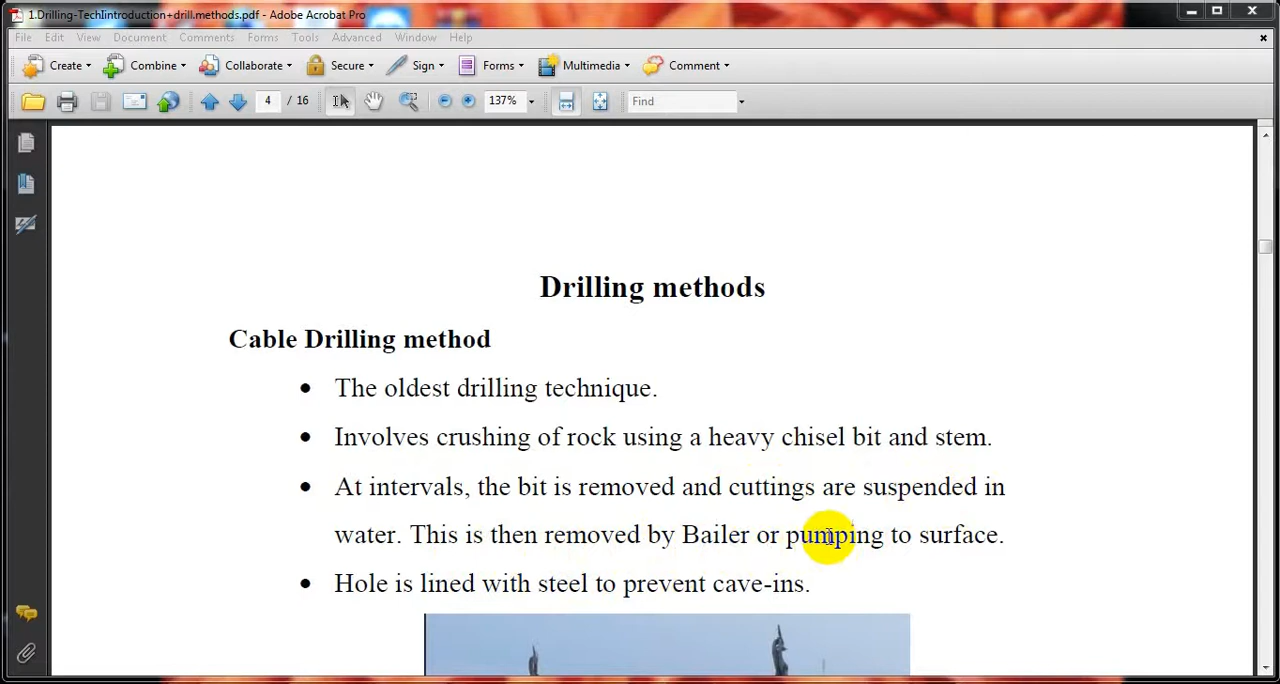 1.Drilling-TechIintroduction+drill.methods.pdf - Adobe Acrobat Pro
File Edit View Document Comments Forms Tools Advanced Window Help
Create Combine Collaborate Secure Sign Forms Multimedia Comment
4 / 16 137% Find
Drilling methods
Cable Drilling method
• The oldest drilling technique.
• Involves crushing of rock using a heavy chisel bit and stem.
• At intervals, the bit is removed and cuttings are suspended in
water. This is then removed by Bailer or pumping to surface.
• Hole is lined with steel to prevent cave-ins.